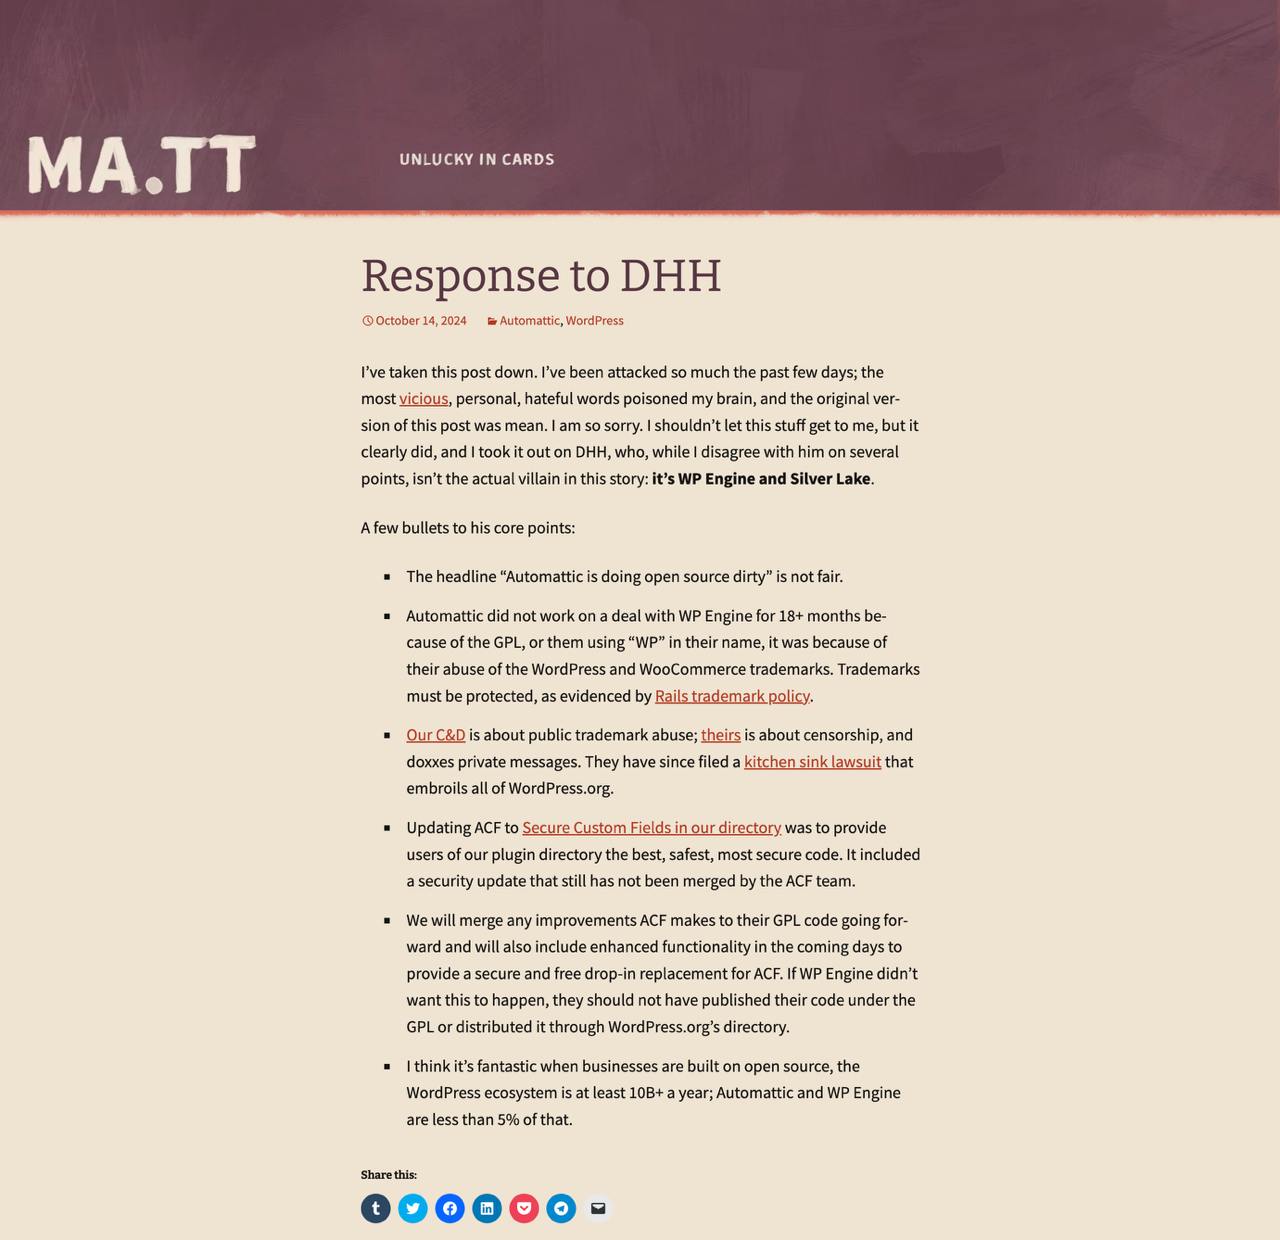 MA.TT
UNLUCKY IN CARDS
Response to DHH
October 14, 2024 Automattic, WordPress
I’ve taken this post down. I’ve been attacked so much the past few days; the
most vicious, personal, hateful words poisoned my brain, and the original ver-
sion of this post was mean. I am so sorry. I shouldn’t let this stuff get to me, but it
clearly did, and I took it out on DHH, who, while I disagree with him on several
points, isn’t the actual villain in this story: it’s WP Engine and Silver Lake.
A few bullets to his core points:
▪ The headline “Automattic is doing open source dirty” is not fair.
▪ Automattic did not work on a deal with WP Engine for 18+ months be-
cause of the GPL, or them using “WP” in their name, it was because of
their abuse of the WordPress and WooCommerce trademarks. Trademarks
must be protected, as evidenced by Rails trademark policy.
▪ Our C&D is about public trademark abuse; theirs is about censorship, and
doxxes private messages. They have since filed a kitchen sink lawsuit that
embroils all of WordPress.org.
▪ Updating ACF to Secure Custom Fields in our directory was to provide
users of our plugin directory the best, safest, most secure code. It included
a security update that still has not been merged by the ACF team.
▪ We will merge any improvements ACF makes to their GPL code going for-
ward and will also include enhanced functionality in the coming days to
provide a secure and free drop-in replacement for ACF. If WP Engine didn’t
want this to happen, they should not have published their code under the
GPL or distributed it through WordPress.org’s directory.
▪ I think it’s fantastic when businesses are built on open source, the
WordPress ecosystem is at least 10B+ a year; Automattic and WP Engine
are less than 5% of that.
Share this: